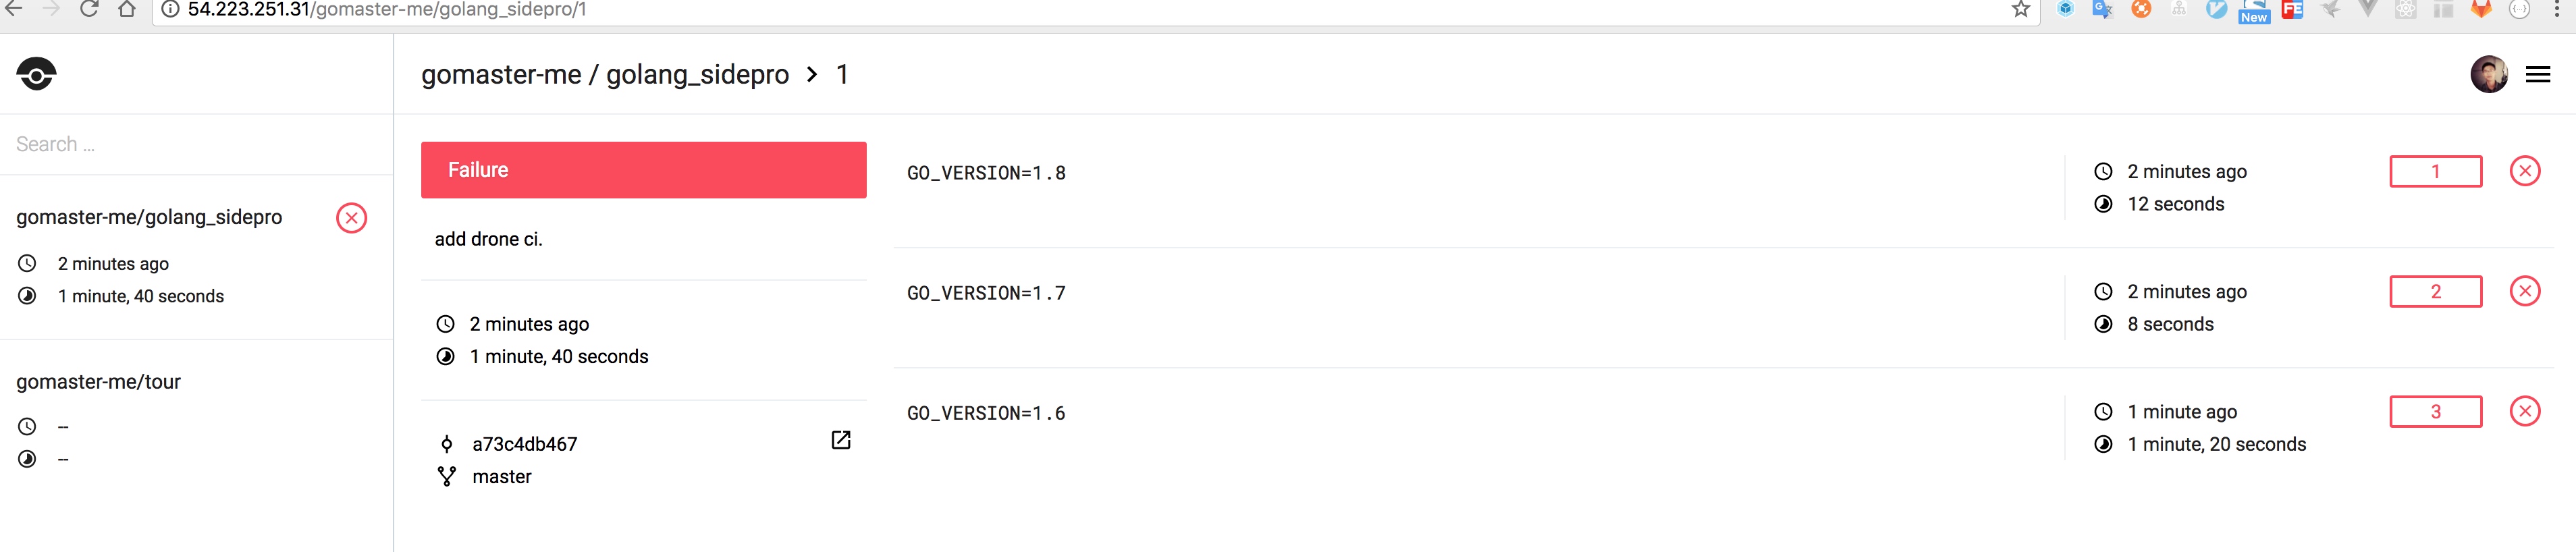 54.223.251.31/gomaster-me/golang_sidepro/1
New
FE
gomaster-me / golang_sidepro > 1
Search ...
gomaster-me/golang_sidepro
2 minutes ago
1 minute, 40 seconds
gomaster-me/tour
--
--
Failure
add drone ci.
2 minutes ago
1 minute, 40 seconds
a73c4db467
master
GO_VERSION=1.8
2 minutes ago
12 seconds
1
GO_VERSION=1.7
2 minutes ago
8 seconds
2
GO_VERSION=1.6
1 minute ago
1 minute, 20 seconds
3